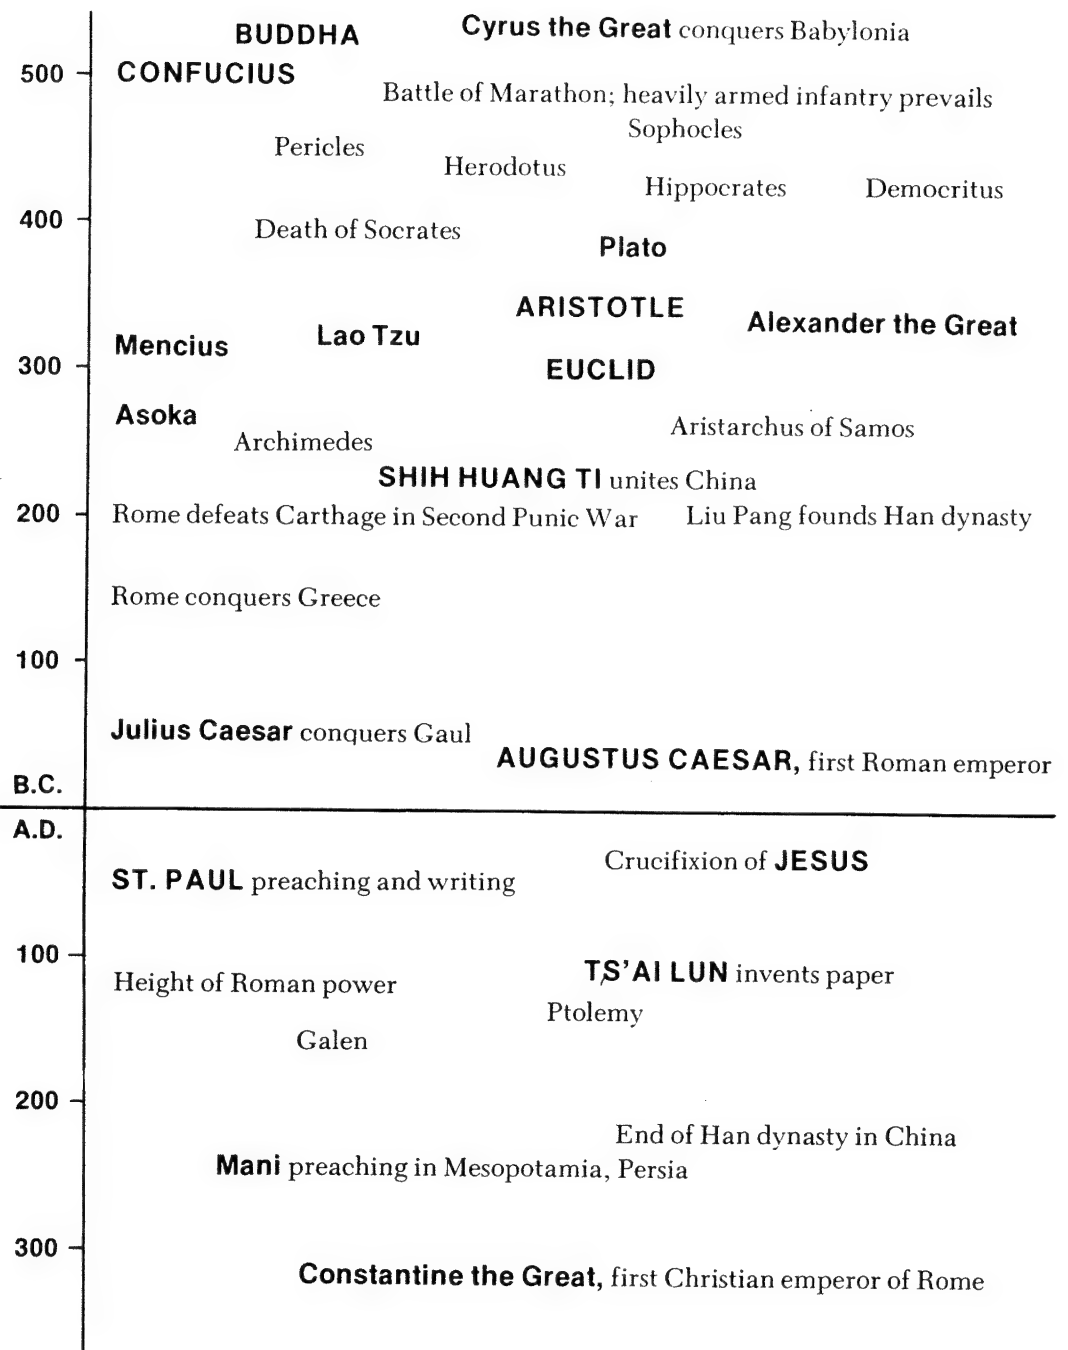 BUDDHA Cyrus the Great conquers Babylonia
500 CONFUCIUS
Battle of Marathon; heavily armed infantry prevails
Sophocles
Pericles
Herodotus
Hippocrates Democritus
400
Death of Socrates
Plato
ARISTOTLE
Alexander the Great
Mencius Lao Tzu
300 EUCLID
Asoka
Archimedes Aristarchus of Samos
SHIH HUANG TI unites China
200 Rome defeats Carthage in Second Punic War Liu Pang founds Han dynasty
Rome conquers Greece
100
Julius Caesar conquers Gaul
AUGUSTUS CAESAR, first Roman emperor
B.C.
A.D.
Crucifixion of JESUS
ST. PAUL preaching and writing
100
Height of Roman power TS'AI LUN invents paper
Ptolemy
Galen
200
End of Han dynasty in China
Mani preaching in Mesopotamia, Persia
300
Constantine the Great, first Christian emperor of Rome